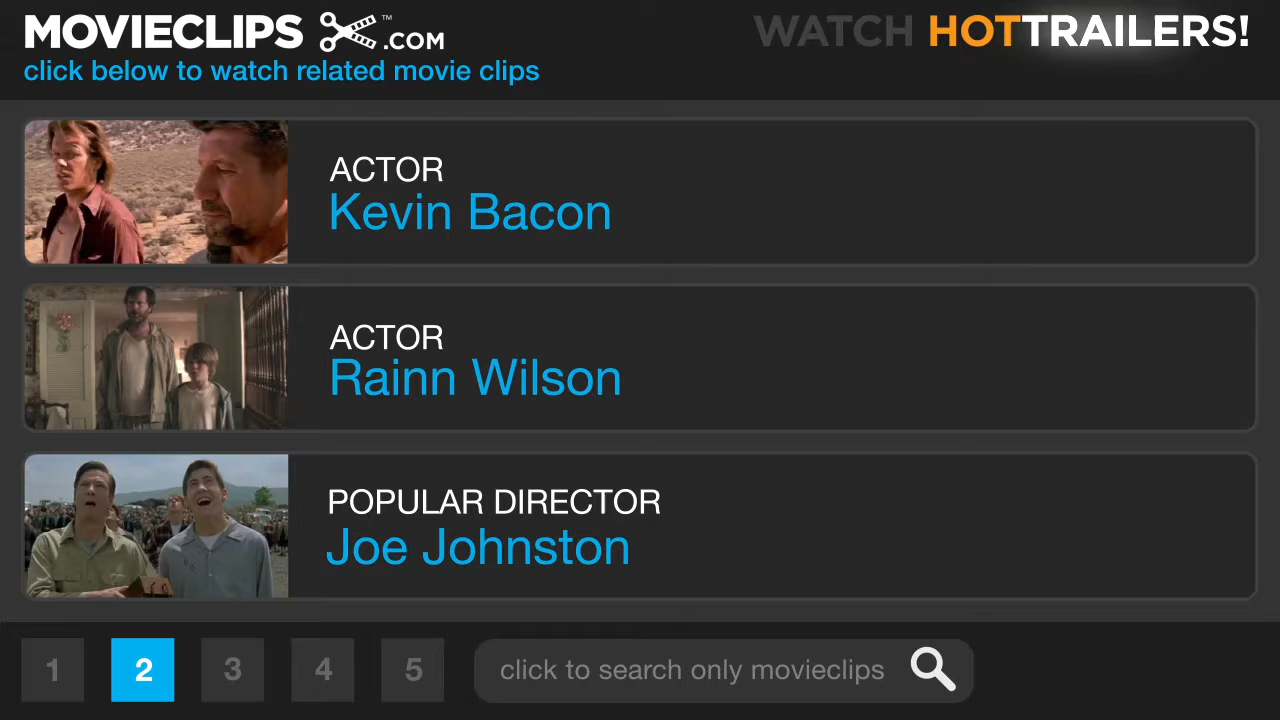 MOVIECLIPS ™ .COM
WATCH HOTTRAILERS!
click below to watch related movie clips
ACTOR
Kevin Bacon
ACTOR
Rainn Wilson
POPULAR DIRECTOR
Joe Johnston
1 2 3 4 5 click to search only movieclips